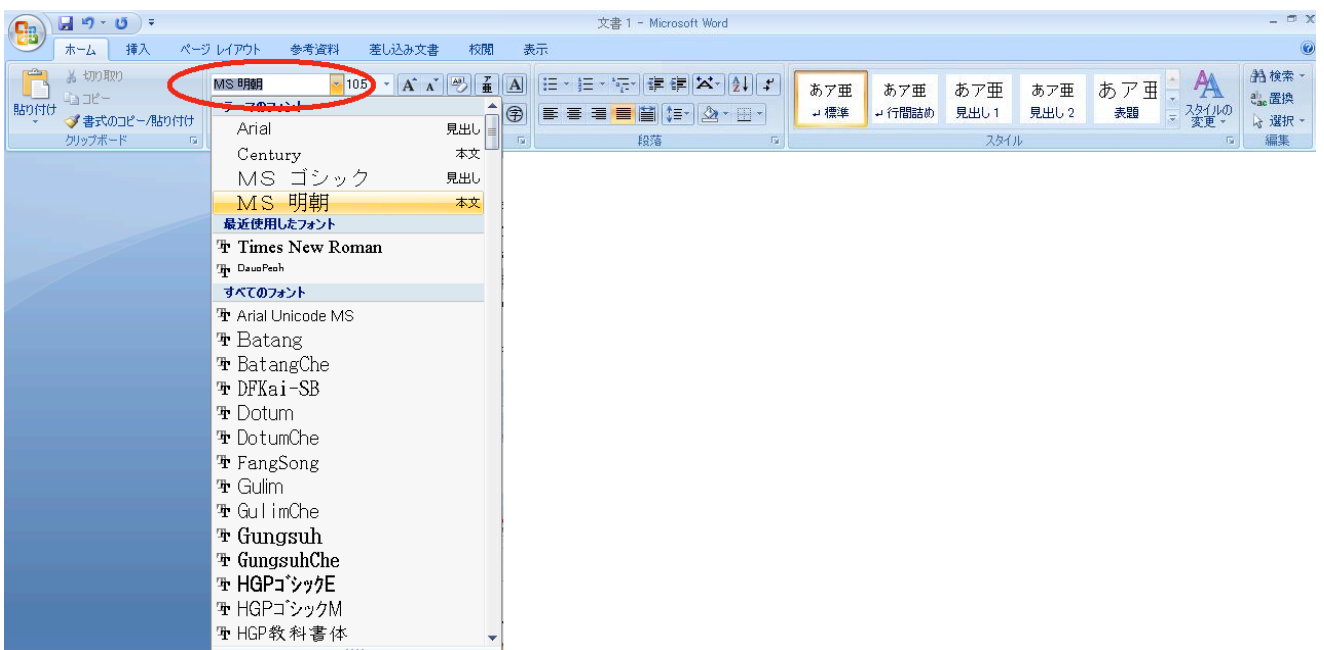 文書 1 - Microsoft Word
ホーム 挿入 ページ レイアウト 参考資料 差し込み文書 校閲 表示
切り取り
コピー
書式のコピー/貼り付け
貼り付け
クリップボード
MS 明朝 10.5
段落
あア亜 あア亜 あア亜 あア亜 あア亜
標準 行間詰め 見出し 1 見出し 2 表題
スタイルの変更
スタイル
検索
置換
選択
編集
Arial 見出し
Century 本文
MS ゴシック 見出し
MS 明朝 本文
最近使用したフォント
Times New Roman
すべてのフォント
Arial Unicode MS
Batang
BatangChe
DFKai-SB
Dotum
DotumChe
FangSong
Gulim
GulimChe
Gungsuh
GungsuhChe
HGPゴシックE
HGPゴシックM
HGP教科書体